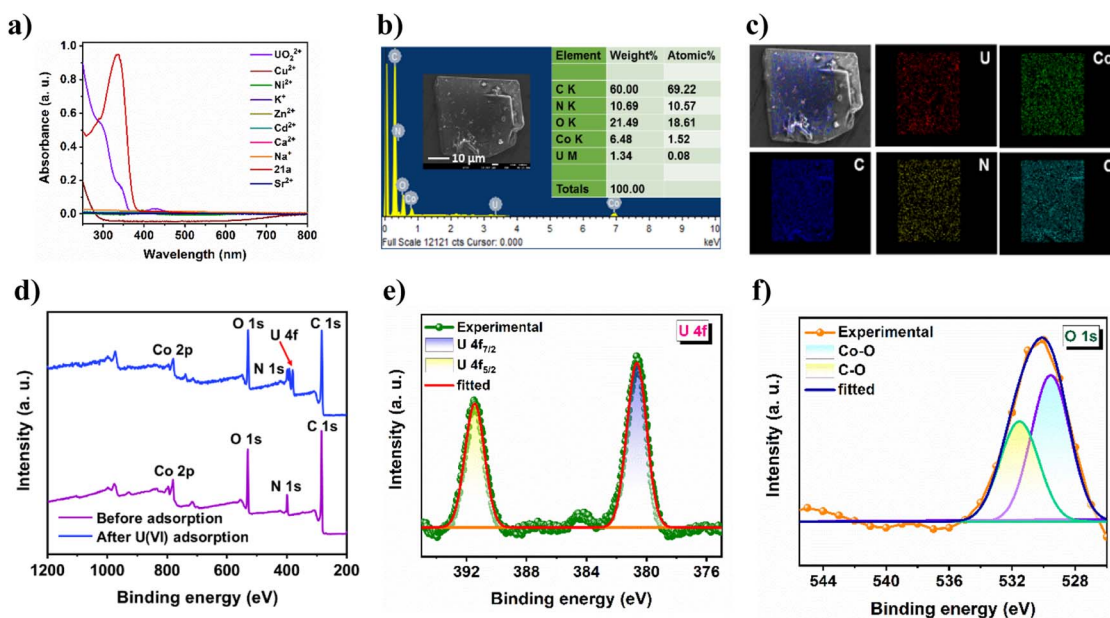 a)
1.0
0.8
0.6
0.4
0.2
0.0
Absorbance (a. u.)
300 400 500 600 700 800
Wavelength (nm)
UO₂²⁺
Cu²⁺
Ni²⁺
K⁺
Zn²⁺
Cd²⁺
Ca²⁺
Na⁺
21a
Sr²⁺
b)
C
N
O
Co
U
Co
10 µm
Element Weight% Atomic%
C K 60.00 69.22
N K 10.69 10.57
O K 21.49 18.61
Co K 6.48 1.52
U M 1.34 0.08
Totals 100.00
0 1 2 3 4 5 6 7 8 9 10
Full Scale 12121 cts Cursor: 0.000
keV
c)
U
Co
C
N
d)
Intensity (a. u.)
O 1s
C 1s
U 4f
Co 2p
N 1s
O 1s
C 1s
Co 2p
N 1s
Before adsorption
After U(VI) adsorption
1200 1000 800 600 400 200
Binding energy (eV)
e)
Intensity (a. u.)
Experimental
U 4f₇/₂
U 4f₅/₂
fitted
U 4f
392 388 384 380 376
Binding energy (eV)
f)
Intensity (a. u.)
Experimental
Co-O
C-O
fitted
O 1s
544 540 536 532 528
Binding energy (eV)